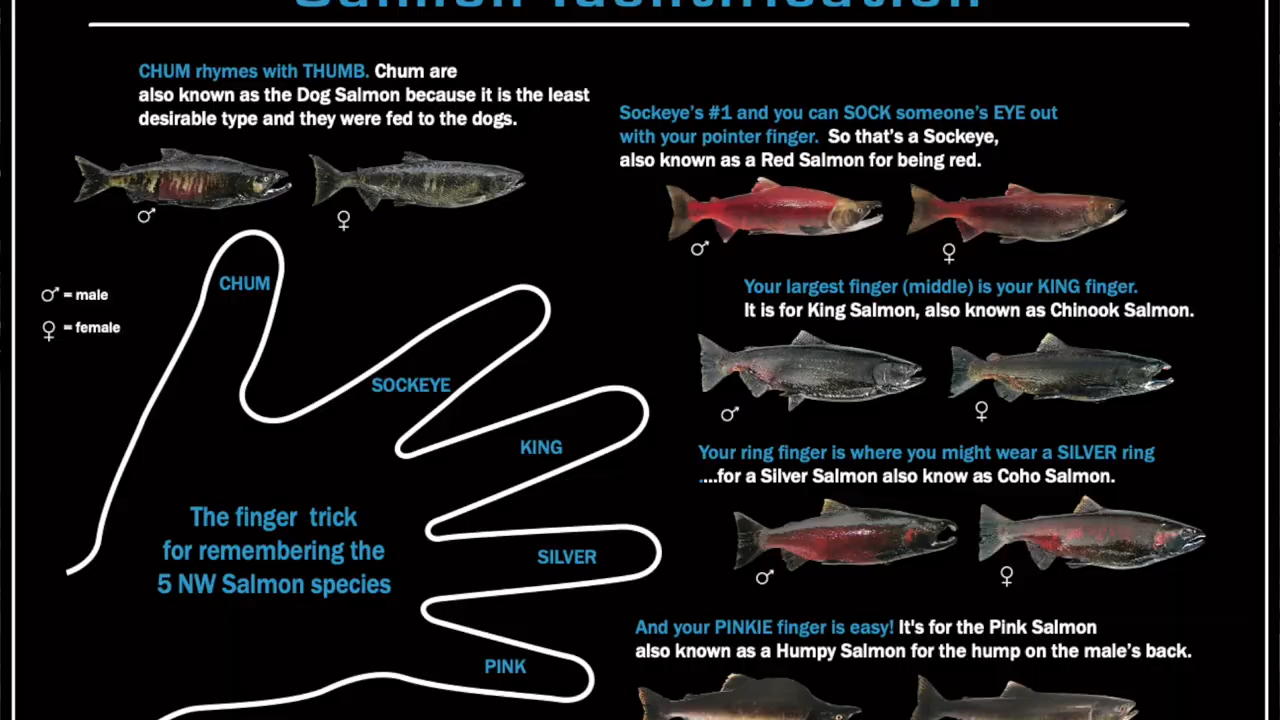 Salmon Identification
CHUM rhymes with THUMB. Chum are
also known as the Dog Salmon because it is the least
desirable type and they were fed to the dogs.
Sockeye's #1 and you can SOCK someone's EYE out
with your pointer finger. So that's a Sockeye,
also known as a Red Salmon for being red.
♂
♀
♂
♀
CHUM
♂ = male
♀ = female
Your largest finger (middle) is your KING finger.
It is for King Salmon, also known as Chinook Salmon.
♂
♀
SOCKEYE
KING
Your ring finger is where you might wear a SILVER ring
....for a Silver Salmon also know as Coho Salmon.
♂
♀
The finger trick
for remembering the
5 NW Salmon species
SILVER
And your PINKIE finger is easy! It's for the Pink Salmon
also known as a Humpy Salmon for the hump on the male's back.
PINK